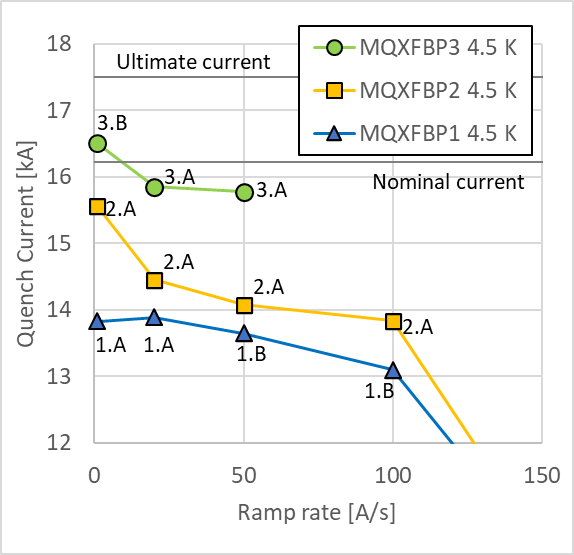 18
17
16
15
14
13
12
Quench Current [kA]
Ultimate current
MQXFBP3 4.5 K
MQXFBP2 4.5 K
MQXFBP1 4.5 K
Nominal current
3.B
3.A
3.A
2.A
2.A
2.A
2.A
1.A
1.A
1.B
1.B
0
50
100
150
Ramp rate [A/s]